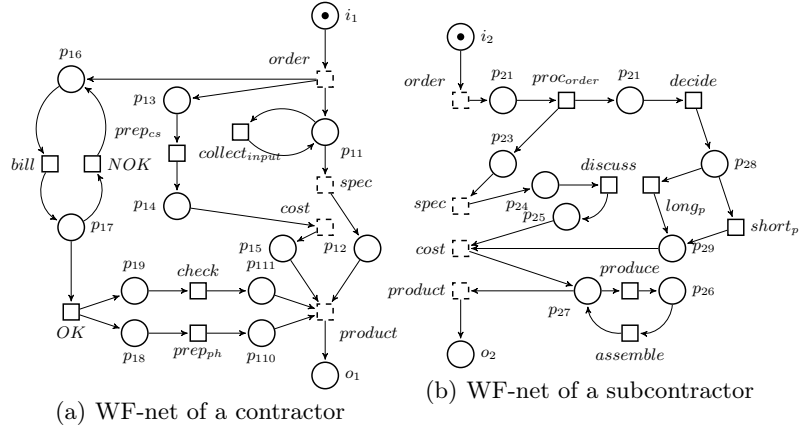 i1
p16
order
p13
prepcs
collectinput
p11
bill
NOK
spec
p14
cost
p17
p15
p12
p19
check
p111
OK
product
p18
prepph
p110
o1
(a) WF-net of a contractor
i2
order
p21
procorder
p21
decide
p23
discuss
p28
spec
p24
longp
p25
shortp
cost
p29
produce
product
p27
p26
assemble
o2
(b) WF-net of a subcontractor